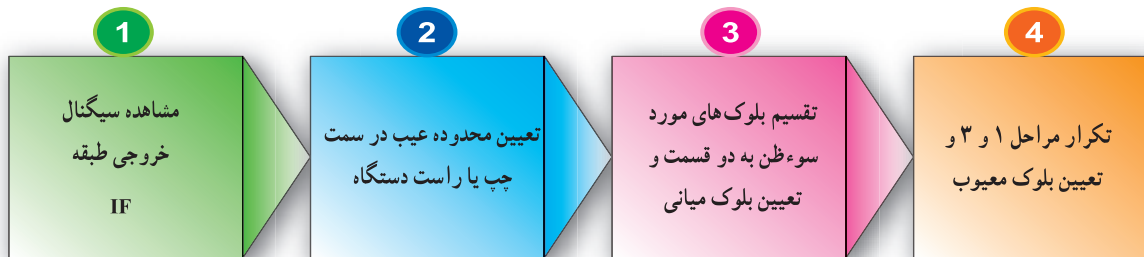 1
مشاهده سیگنال
خروجی طبقه
IF
2
تعیین محدوده عیب در سمت
چپ یا راست دستگاه
3
تقسیم بلوک‌های مورد
سوءظن به دو قسمت و
تعیین بلوک میانی
4
تکرار مراحل ۱ و ۳ و
تعیین بلوک معیوب